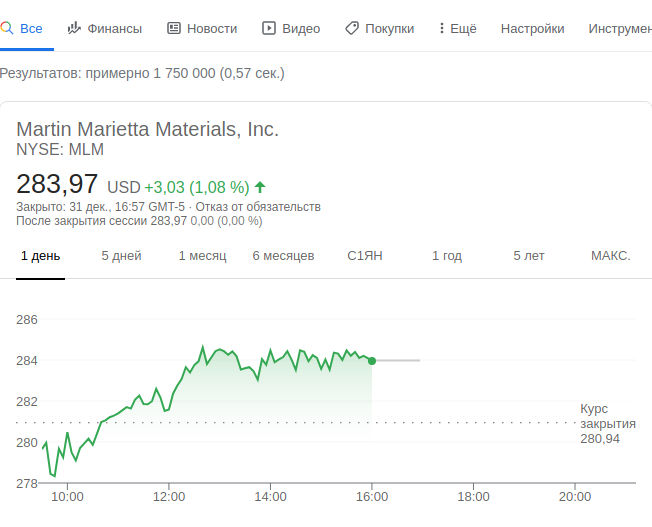 Все Финансы Новости Видео Покупки Ещё Настройки Инструмен
Результатов: примерно 1 750 000 (0,57 сек.)
Martin Marietta Materials, Inc.
NYSE: MLM
283,97 USD +3,03 (1,08 %)
Закрыто: 31 дек., 16:57 GMT-5 · Отказ от обязательств
После закрытия сессии 283,97 0,00 (0,00 %)
1 день 5 дней 1 месяц 6 месяцев С1ЯН 1 год 5 лет МАКС.
286
284
282
Курс
закрытия
280,94
280
278
10:00 12:00 14:00 16:00 18:00 20:00